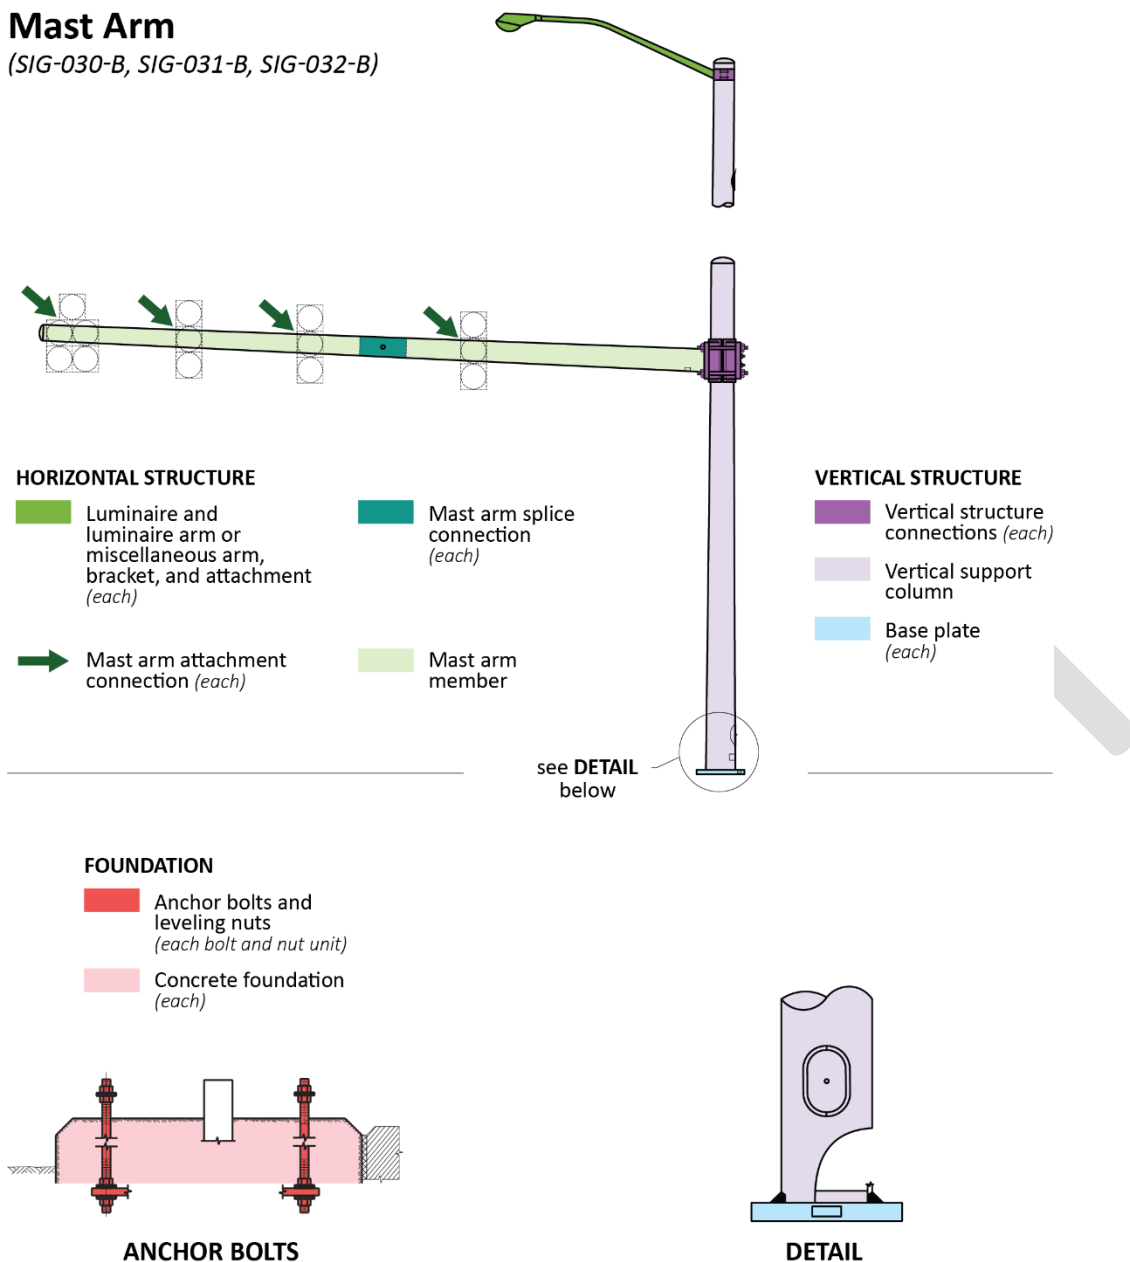 Mast Arm
(SIG-030-B, SIG-031-B, SIG-032-B)
HORIZONTAL STRUCTURE
Luminaire and
luminaire arm or
miscellaneous arm,
bracket, and attachment
(each)
Mast arm attachment
connection (each)
Mast arm splice
connection
(each)
Mast arm
member
VERTICAL STRUCTURE
Vertical structure
connections (each)
Vertical support
column
Base plate
(each)
see DETAIL
below
FOUNDATION
Anchor bolts and
leveling nuts
(each bolt and nut unit)
Concrete foundation
(each)
ANCHOR BOLTS
DETAIL